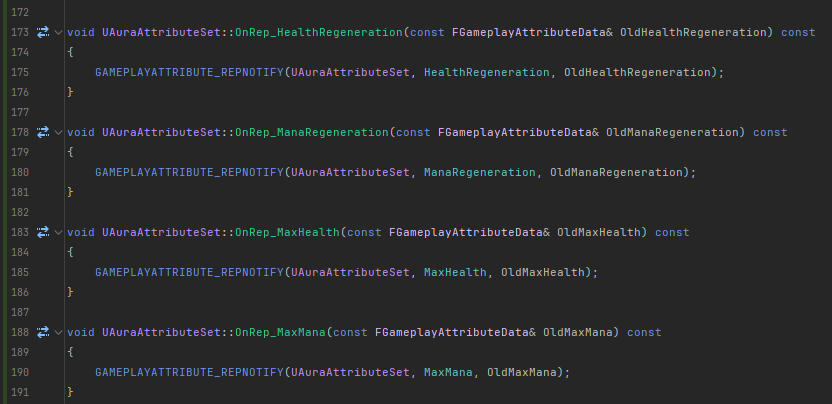 172
173 void UAuraAttributeSet::OnRep_HealthRegeneration(const FGameplayAttributeData& OldHealthRegeneration) const
174 {
175 GAMEPLAYATTRIBUTE_REPNOTIFY(UAuraAttributeSet, HealthRegeneration, OldHealthRegeneration);
176 }
177
178 void UAuraAttributeSet::OnRep_ManaRegeneration(const FGameplayAttributeData& OldManaRegeneration) const
179 {
180 GAMEPLAYATTRIBUTE_REPNOTIFY(UAuraAttributeSet, ManaRegeneration, OldManaRegeneration);
181 }
182
183 void UAuraAttributeSet::OnRep_MaxHealth(const FGameplayAttributeData& OldMaxHealth) const
184 {
185 GAMEPLAYATTRIBUTE_REPNOTIFY(UAuraAttributeSet, MaxHealth, OldMaxHealth);
186 }
187
188 void UAuraAttributeSet::OnRep_MaxMana(const FGameplayAttributeData& OldMaxMana) const
189 {
190 GAMEPLAYATTRIBUTE_REPNOTIFY(UAuraAttributeSet, MaxMana, OldMaxMana);
191 }